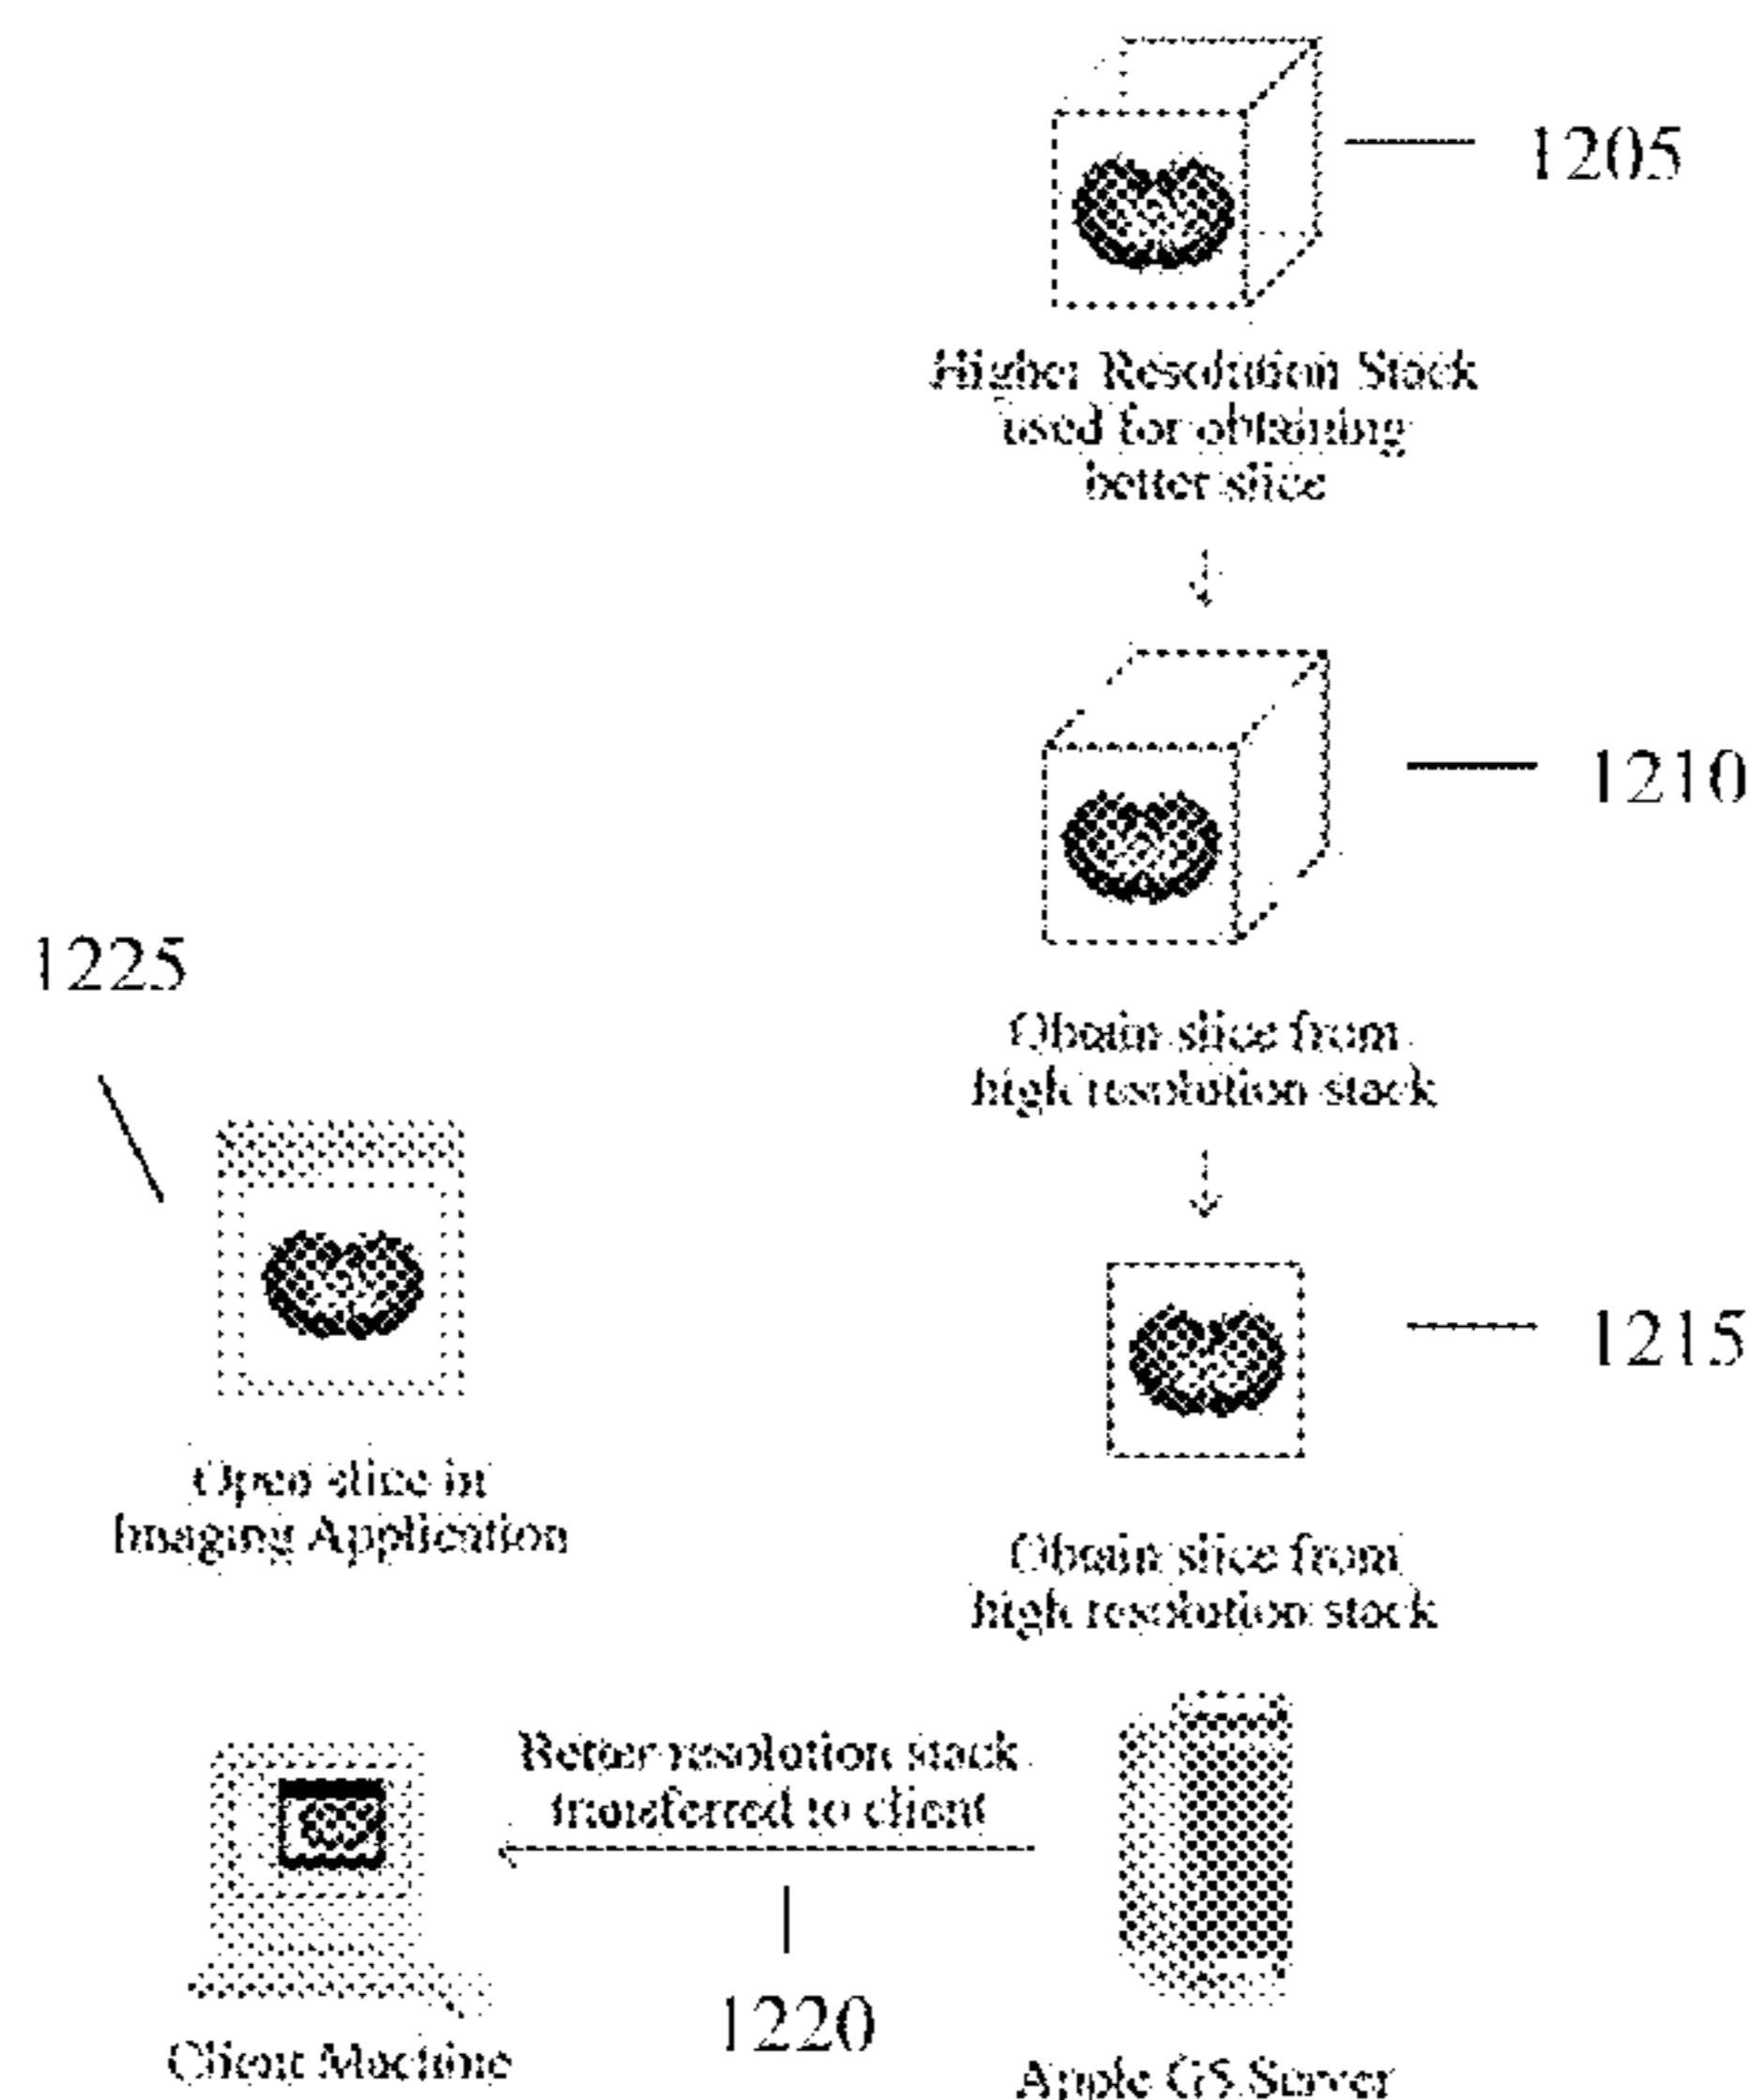 1205
Higher Resolution Stack
used for obtaining
better slice
1210
Obtain slice from
high resolution stack
1225
1215
Open slice in
Imaging Application
Obtain slice from
high resolution stack
Better resolution stack
transferred to client
1220
Client Machine
Apple G5 Server